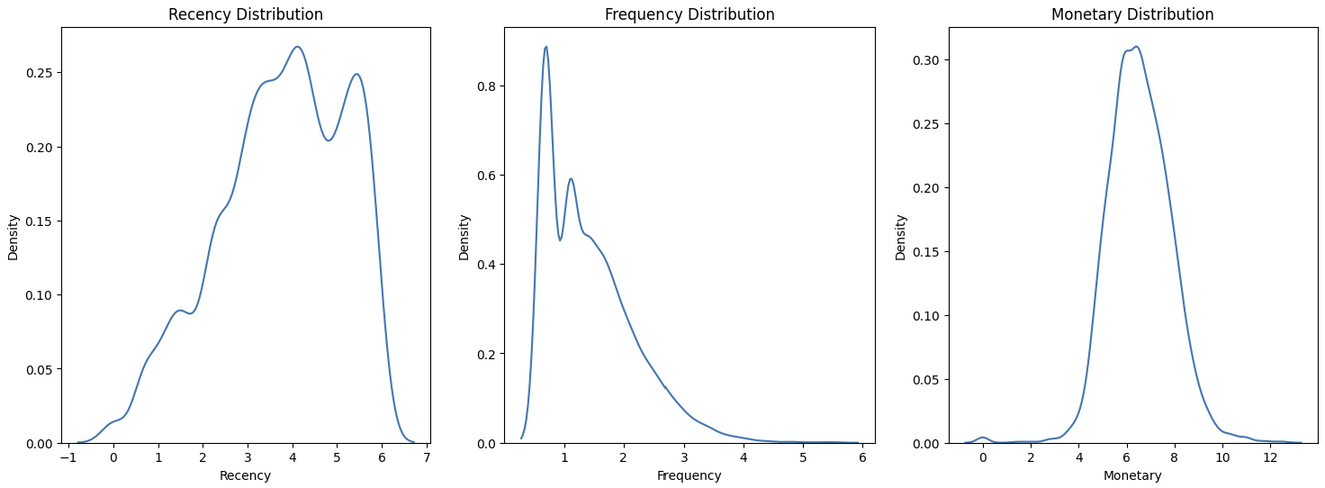 Recency Distribution
Density
0.25
0.20
0.15
0.10
0.05
0.00
−1 0 1 2 3 4 5 6 7
Recency
Frequency Distribution
Density
0.8
0.6
0.4
0.2
0.0
1 2 3 4 5 6
Frequency
Monetary Distribution
Density
0.30
0.25
0.20
0.15
0.10
0.05
0.00
0 2 4 6 8 10 12
Monetary